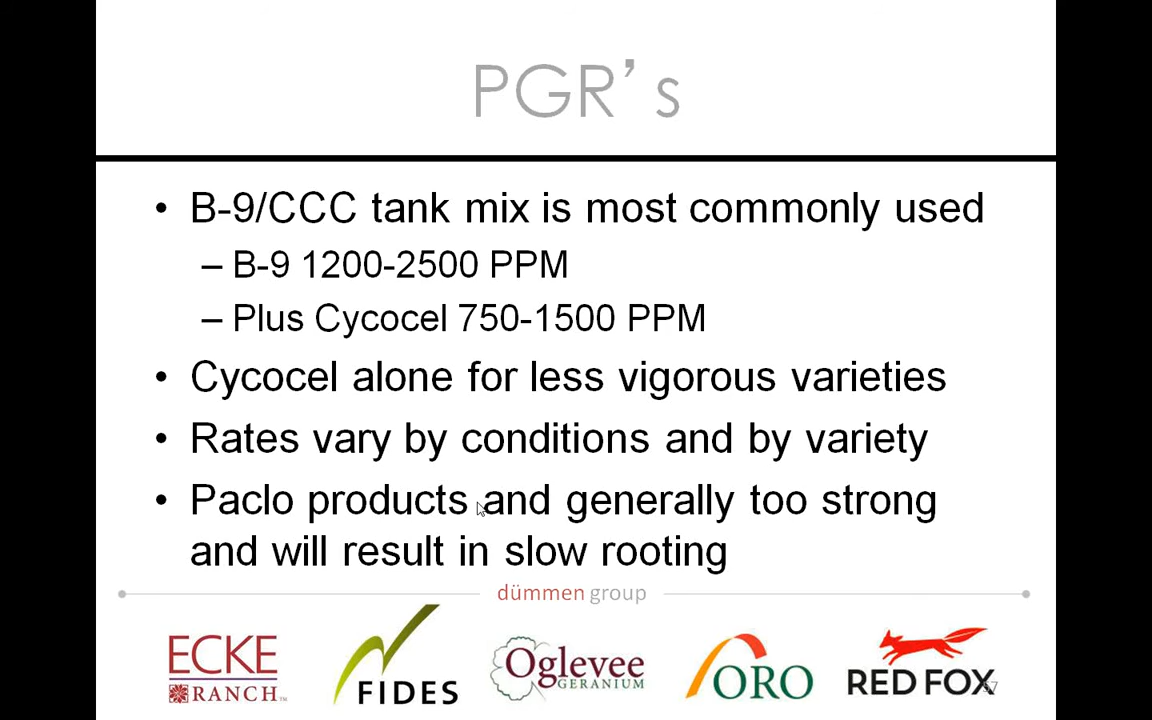 PGR’s
• B-9/CCC tank mix is most commonly used
– B-9 1200-2500 PPM
– Plus Cycocel 750-1500 PPM
• Cycocel alone for less vigorous varieties
• Rates vary by conditions and by variety
• Paclo products and generally too strong
and will result in slow rooting
dümmen group
ECKE
RANCH™
FIDES
Oglevee
GERANIUM
ORO
RED FOX
57